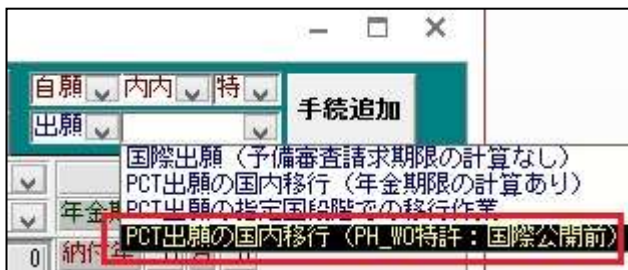 自願 内内 特
手続追加
出願
国際出願（予備審査請求期限の計算なし）
PCT出願の国内移行（年金期限の計算あり）
年金期
PCT出願の指定国段階での移行作業
PCT出願の国内移行（PH_WO特許：国際公開前）
0 納付年